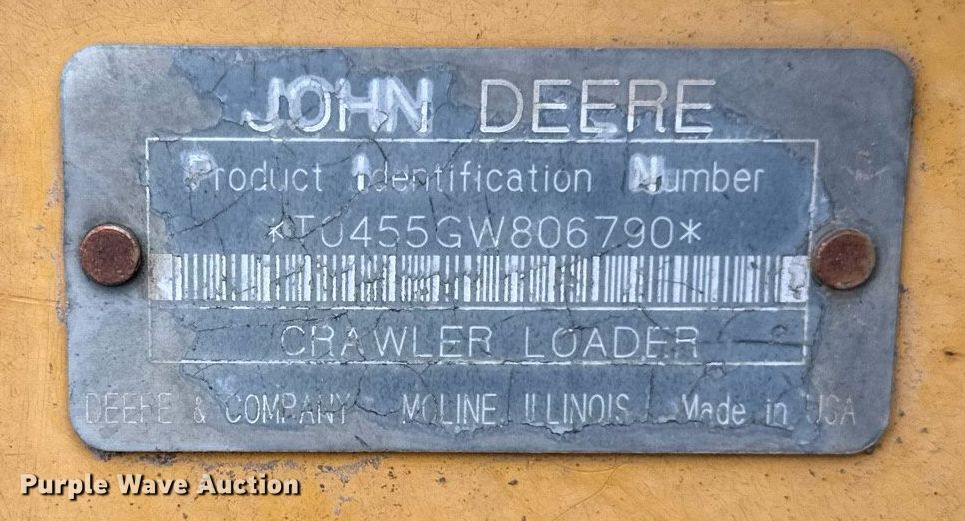 JOHN DEERE
Product Identification Number
*T0455GW806790*
CRAWLER LOADER
DEERE & COMPANY MOLINE, ILLINOIS Made in USA
Purple Wave Auction